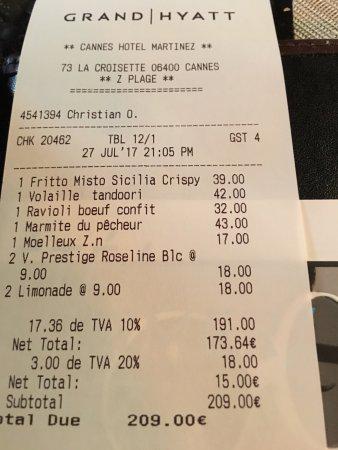 GRAND|HYATT
** CANNES HOTEL MARTINEZ **
73 LA CROISETTE 06400 CANNES
** Z PLAGE **
========================
4541394 Christian O.
CHK 20462 TBL 12/1 GST 4
27 JUL'17 21:05 PM
1 Fritto Misto Sicilia Crispy 39.00
1 Volaille tandoori 42.00
1 Ravioli boeuf confit 32.00
1 Marmite du pêcheur 43.00
1 Moelleux Z.n 17.00
2 V. Prestige Roseline Blc @
9.00 18.00
2 Limonade @ 9.00 18.00
17.36 de TVA 10% 191.00
Net Total: 173.64€
3.00 de TVA 20% 18.00
Net Total: 15.00€
Subtotal 209.00€
otal Due 209.00€